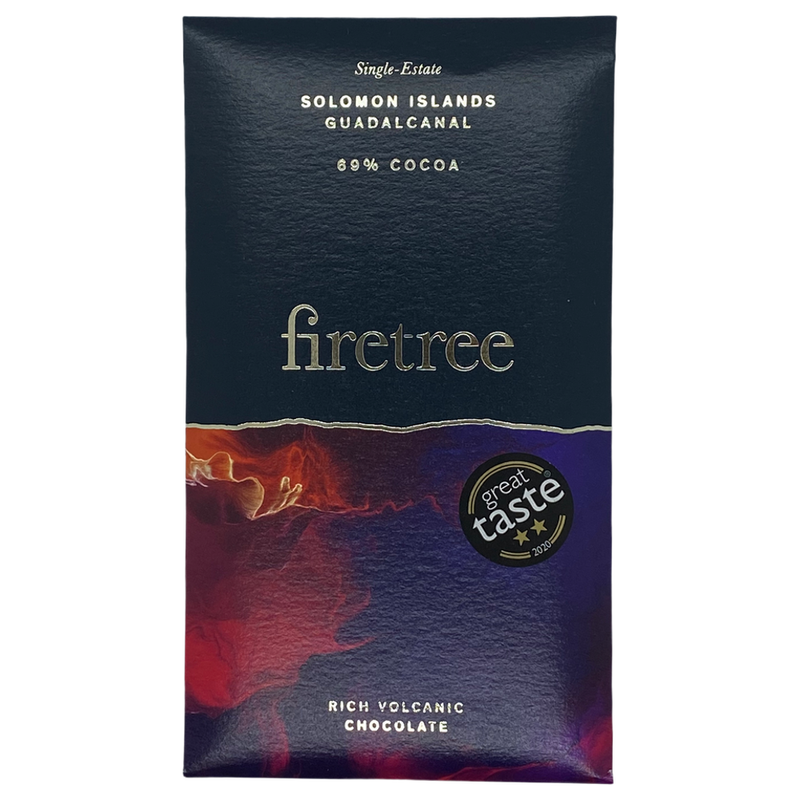 Single-Estate
SOLOMON ISLANDS
GUADALCANAL
69% COCOA
firetree
great
taste®
2020
RICH VOLCANIC
CHOCOLATE